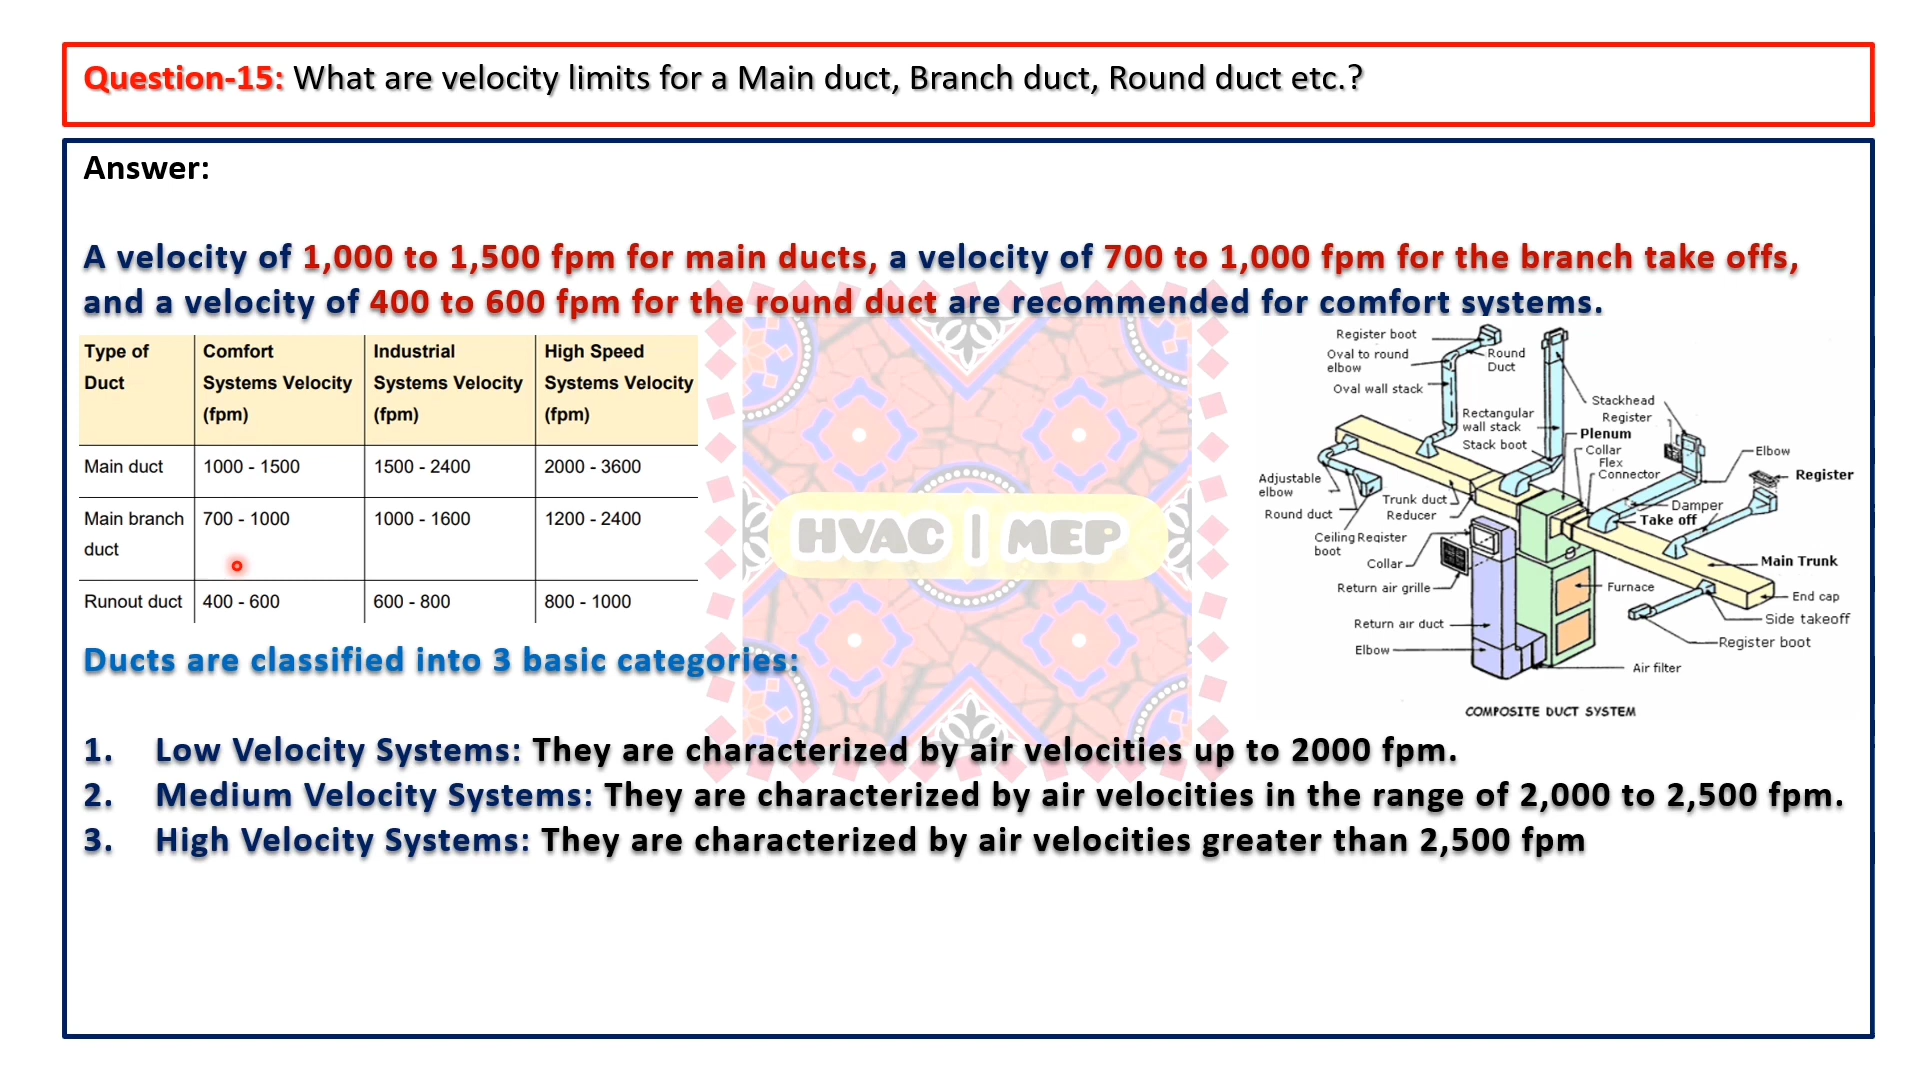 Question-15: What are velocity limits for a Main duct, Branch duct, Round duct etc.?
Answer:
A velocity of 1,000 to 1,500 fpm for main ducts, a velocity of 700 to 1,000 fpm for the branch take offs,
and a velocity of 400 to 600 fpm for the round duct are recommended for comfort systems.
Type of Duct | Comfort Systems Velocity (fpm) | Industrial Systems Velocity (fpm) | High Speed Systems Velocity (fpm)
Main duct | 1000 - 1500 | 1500 - 2400 | 2000 - 3600
Main branch duct | 700 - 1000 | 1000 - 1600 | 1200 - 2400
Runout duct | 400 - 600 | 600 - 800 | 800 - 1000
HVAC | MEP
Register boot
Oval to round
elbow
Round
Duct
Oval wall stack
Rectangular
wall stack
Stack boot
Stackhead
Register
Plenum
Collar
Flex
Connector
Elbow
Register
Adjustable
elbow
Trunk duct
Round duct
Reducer
Damper
Take off
Ceiling Register
boot
Collar
Main Trunk
Return air grille
Furnace
End cap
Return air duct
Side takeoff
Elbow
Register boot
Air filter
COMPOSITE DUCT SYSTEM
Ducts are classified into 3 basic categories:
1. Low Velocity Systems: They are characterized by air velocities up to 2000 fpm.
2. Medium Velocity Systems: They are characterized by air velocities in the range of 2,000 to 2,500 fpm.
3. High Velocity Systems: They are characterized by air velocities greater than 2,500 fpm